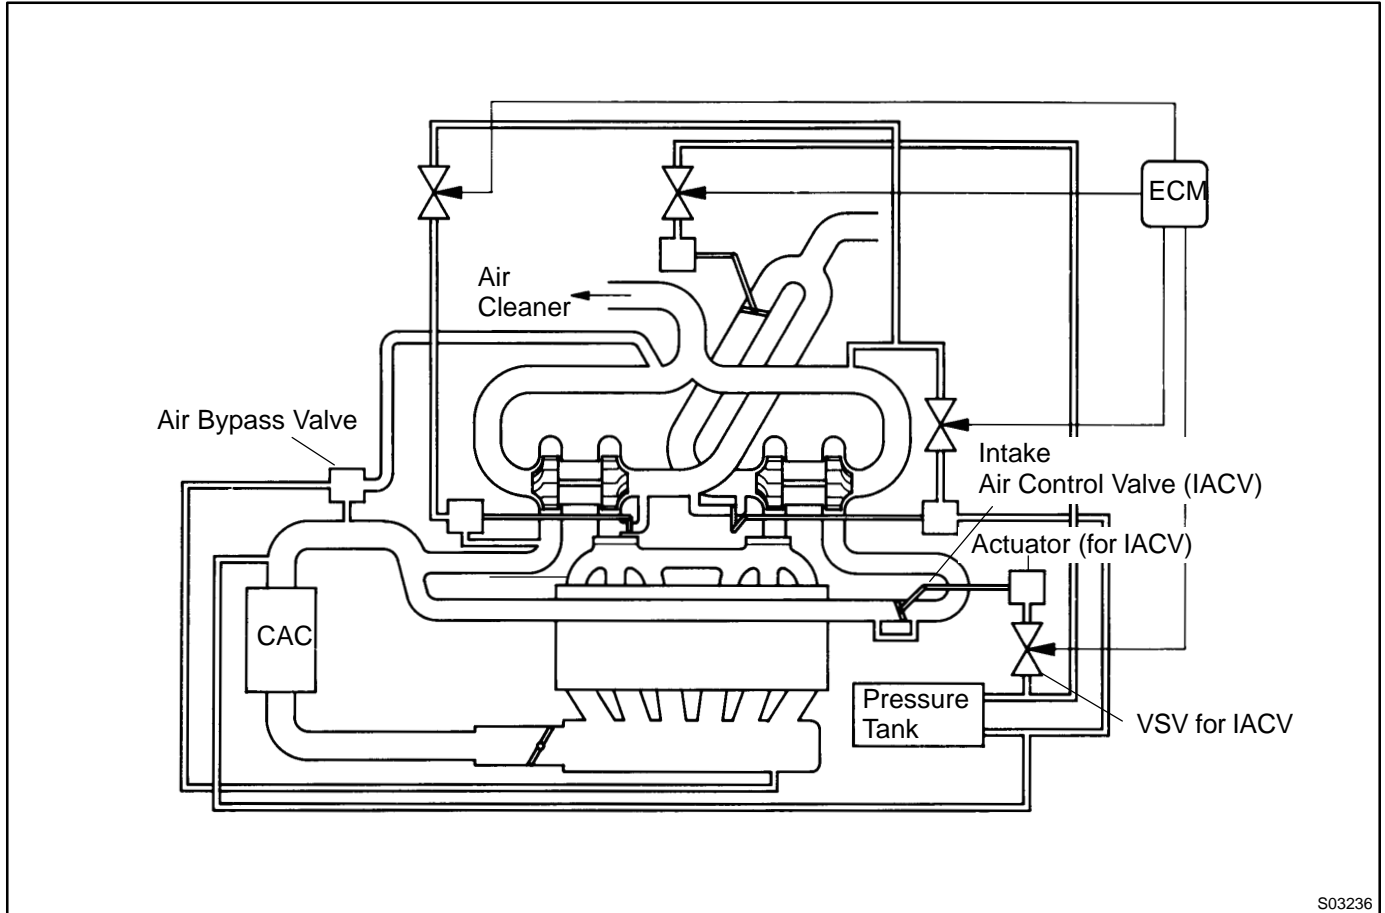 ECM
Air
Cleaner
Air Bypass Valve
Intake
Air Control Valve (IACV)
Actuator (for IACV)
CAC
Pressure
Tank
VSV for IACV
S03236